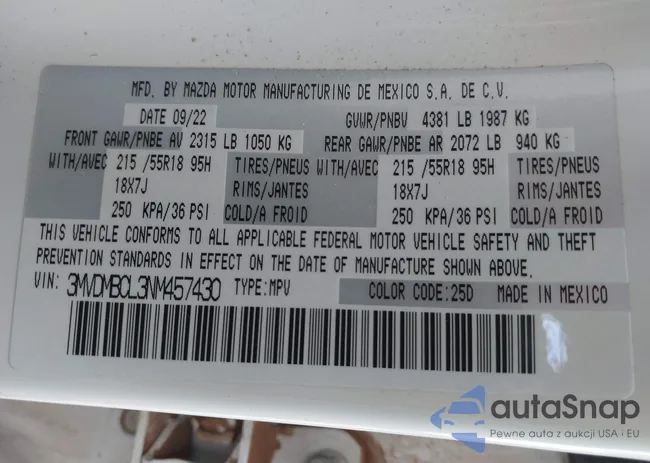 MFD. BY MAZDA MOTOR MANUFACTURING DE MEXICO S.A. DE C.V.
DATE 09/22 GVWR/PNBV 4381 LB 1987 KG
FRONT GAWR/PNBE AV 2315 LB 1050 KG REAR GAWR/PNBE AR 2072 LB 940 KG
WITH/AVEC 215 /55R18 95H TIRES/PNEUS WITH/AVEC 215 /55R18 95H TIRES/PNEUS
18X7J RIMS/JANTES 18X7J RIMS/JANTES
250 KPA/36 PSI COLD/A FROID 250 KPA/36 PSI COLD/A FROID
THIS VEHICLE CONFORMS TO ALL APPLICABLE FEDERAL MOTOR VEHICLE SAFETY AND THEFT
PREVENTION STANDARDS IN EFFECT ON THE DATE OF MANUFACTURE SHOWN ABOVE.
VIN: 3MVDMBCL3NM457430 TYPE:MPV COLOR CODE:25D MADE IN MEXICO
autaSnap
Pewne auta z aukcji USA i EU